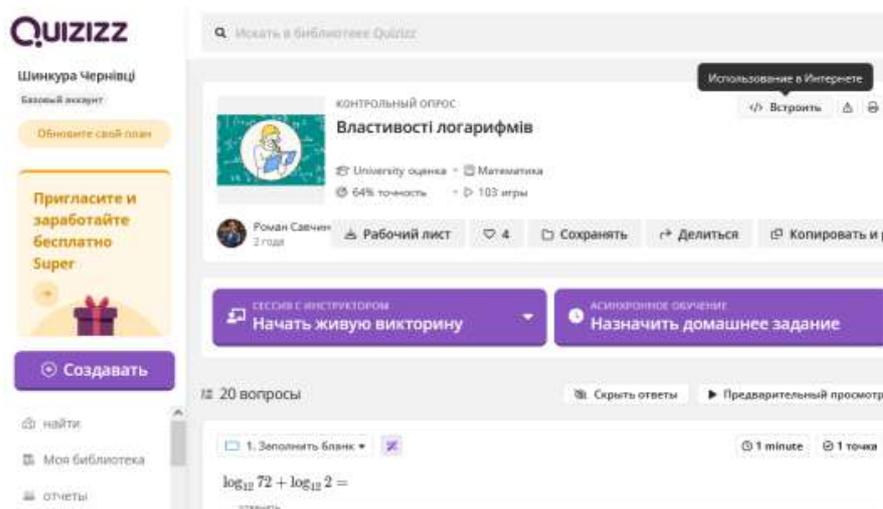 QUIZIZZ
Искать в библиотеке Quizizz
Шинкура Чернівці
Базовый аккаунт
Обновите свой план
Пригласите и
заработайте
бесплатно
Super
Создавать
найти
Моя библиотека
отчеты
Использование в Интернете
КОНТРОЛЬНЫЙ ОПРОС
</> Встроить
Властивості логарифмів
University оценка • Математика
64% точность • 103 игры
Роман Савчин
2 года
Рабочий лист
4
Сохранять
Делиться
Копировать и
СЕССИЯ С ИНСТРУКТОРОМ
Начать живую викторину
АСИНХРОННОЕ ОБУЧЕНИЕ
Назначить домашнее задание
20 вопросы
Скрыть ответы
Предварительный просмотр
1. Заполнить бланк
1 minute
1 точка
log₁₂ 72 + log₁₂ 2 =